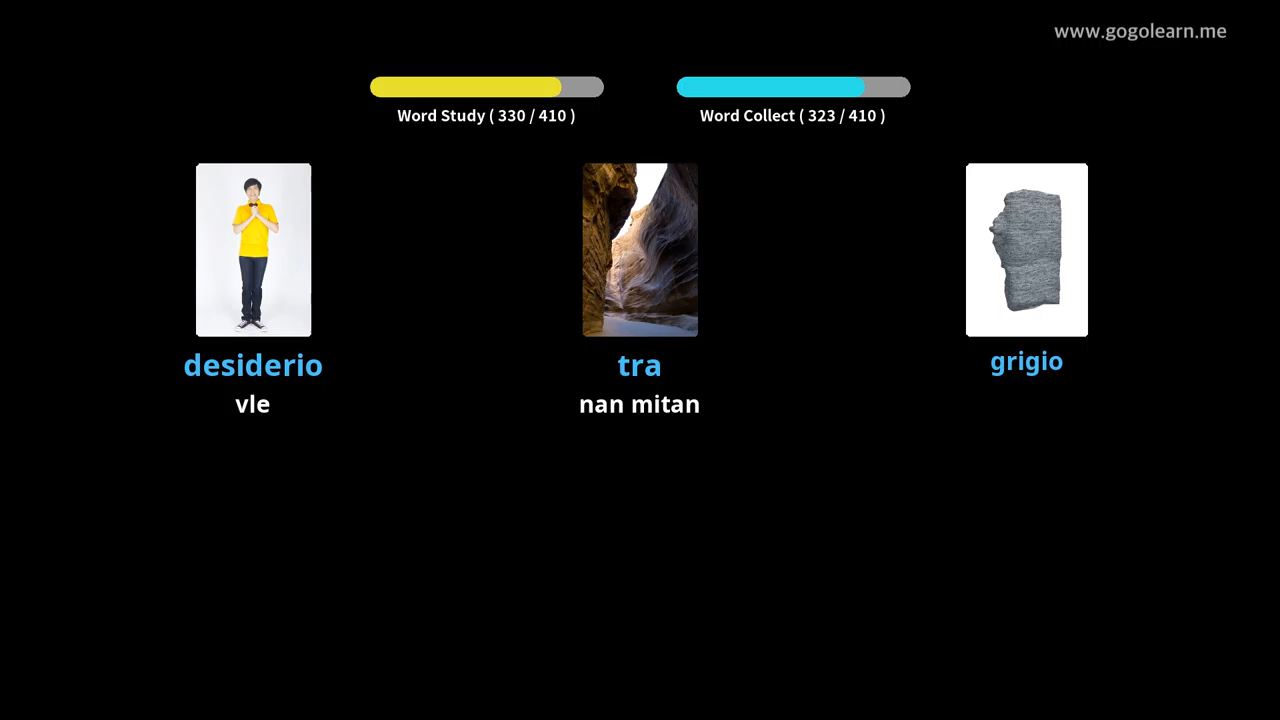 www.gogolearn.me
Word Study ( 330 / 410 )
Word Collect ( 323 / 410 )
desiderio
vle
tra
nan mitan
grigio